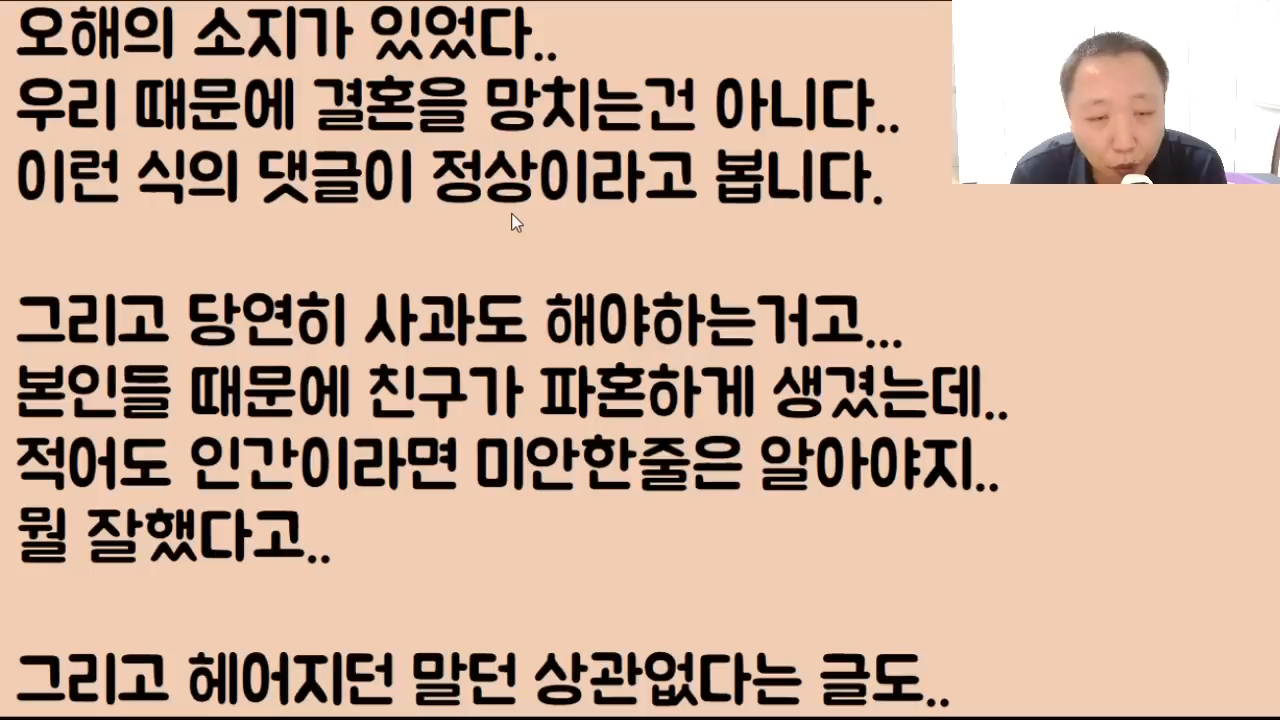 오해의 소지가 있었다..
우리 때문에 결혼을 망치는건 아니다..
이런 식의 댓글이 정상이라고 봅니다.
그리고 당연히 사과도 해야하는거고...
본인들 때문에 친구가 파혼하게 생겼는데..
적어도 인간이라면 미안한줄은 알아야지..
뭘 잘했다고..
그리고 헤어지던 말던 상관없다는 글도..